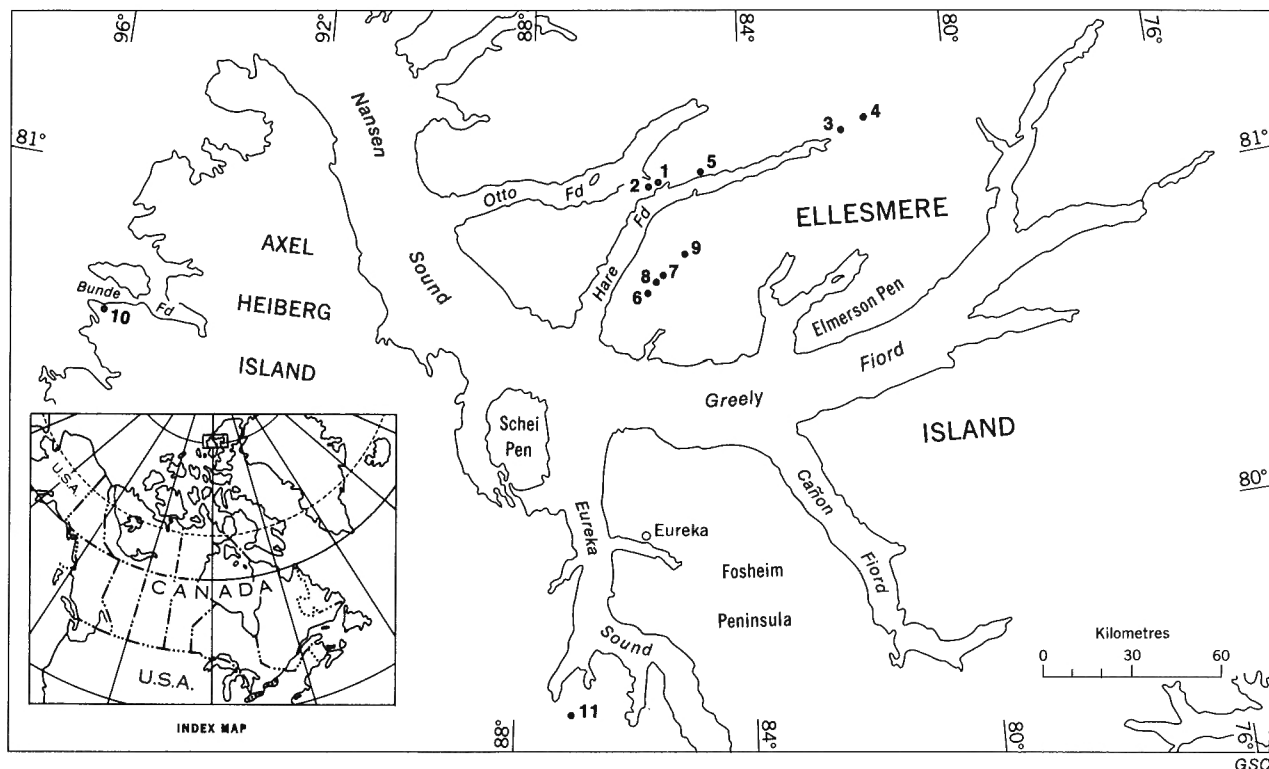 96°
92°
88°
84°
80°
76°
81°
81°
Nansen
Sound
Otto
Fd
Hare
Fd
3
4
5
2
1
9
8
7
6
ELLESMERE
AXEL
HEIBERG
ISLAND
Bunde
Fd
10
Elmerson Pen
Greely
Fiord
Schei
Pen
ISLAND
80°
Cañon
Fiord
Eureka
Sound
Eureka
Fosheim
Peninsula
Kilometres
0
30
60
11
88°
84°
80°
76°
GSC
U.S.A.
CANADA
U.S.A.
INDEX MAP